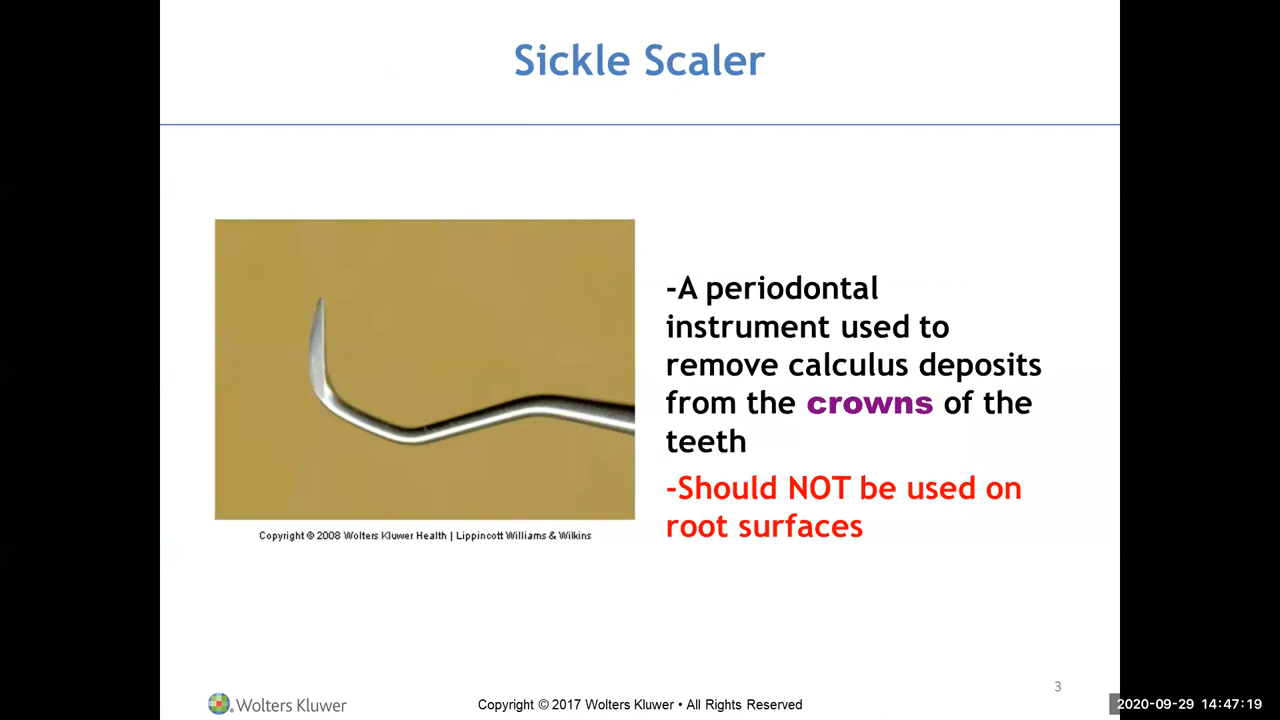 Sickle Scaler
-A periodontal
instrument used to
remove calculus deposits
from the crowns of the
teeth
-Should NOT be used on
root surfaces
Copyright © 2008 Wolters Kluwer Health | Lippincott Williams & Wilkins
3
Wolters Kluwer
Copyright © 2017 Wolters Kluwer • All Rights Reserved
2020-09-29 14:47:19